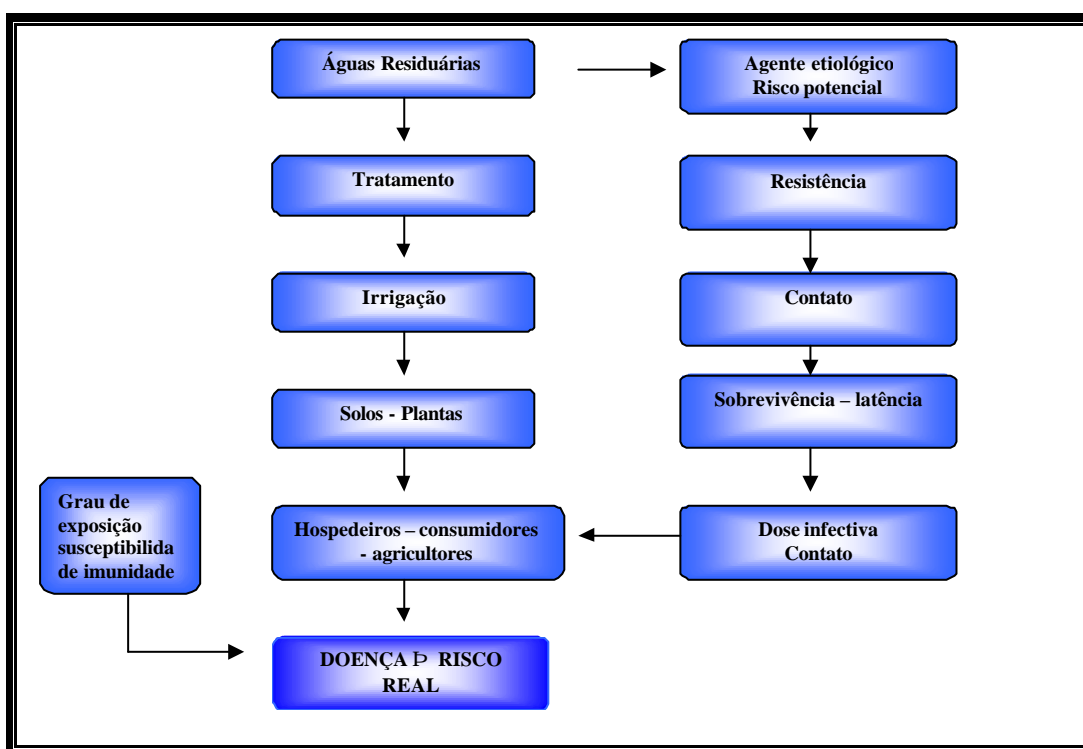 Águas Residuárias
Agente etiológico
Risco potencial
Tratamento
Resistência
Irrigação
Contato
Solos - Plantas
Sobrevivência – latência
Grau de
exposição
susceptibilida
de imunidade
Hospedeiros – consumidores
- agricultores
Dose infectiva
Contato
DOENÇA Þ RISCO
REAL